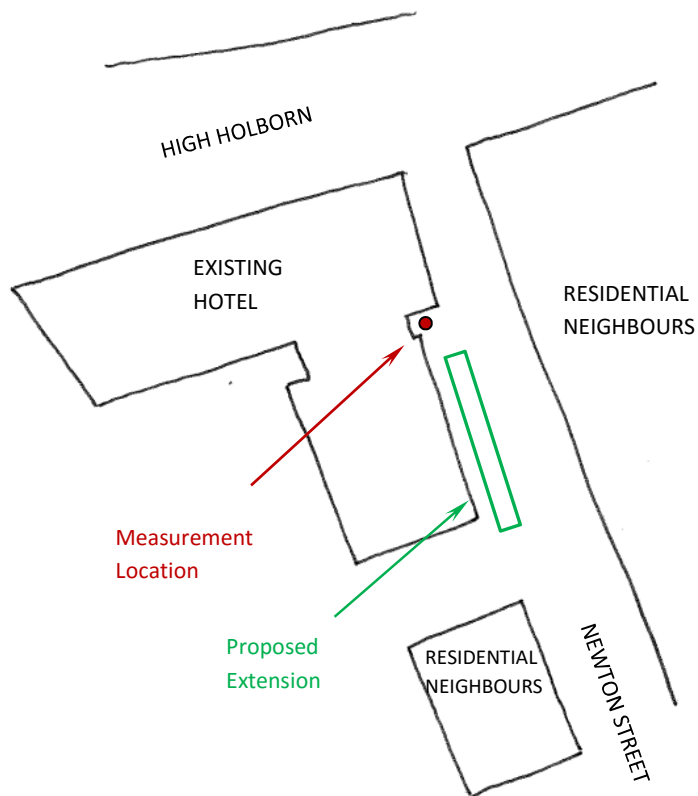 HIGH HOLBORN
EXISTING
HOTEL
RESIDENTIAL
NEIGHBOURS
Measurement
Location
Proposed
Extension
RESIDENTIAL
NEIGHBOURS
NEWTON STREET